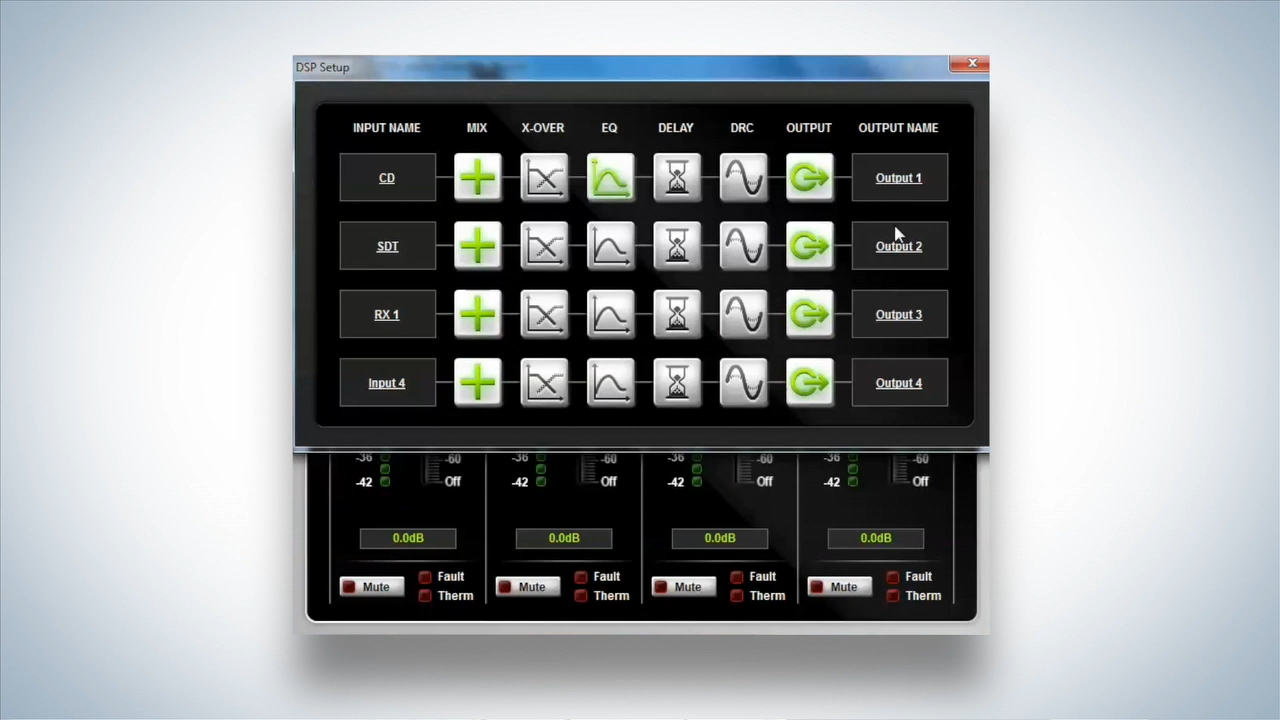 DSP Setup
INPUT NAME MIX X-OVER EQ DELAY DRC OUTPUT OUTPUT NAME
CD Output 1
SDT Output 2
RX 1 Output 3
Input 4 Output 4
-36 -60 -36 -60 -36 -60 -36 -60
-42 Off -42 Off -42 Off -42 Off
0.0dB 0.0dB 0.0dB 0.0dB
Mute Fault Mute Fault Mute Fault Mute Fault
Therm Therm Therm Therm